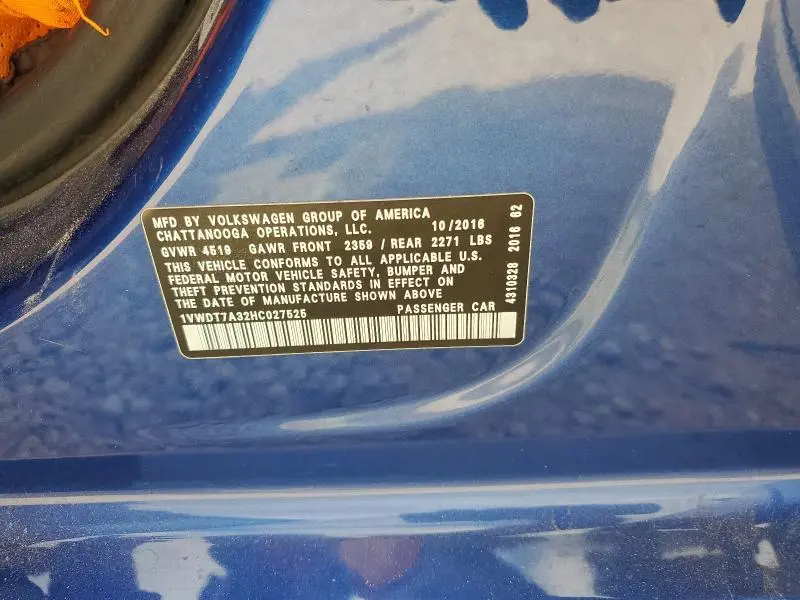 MFD BY VOLKSWAGEN GROUP OF AMERICA
CHATTANOOGA OPERATIONS, LLC. 10/2016
GVWR 4519 GAWR FRONT 2359 / REAR 2271 LBS
THIS VEHICLE CONFORMS TO ALL APPLICABLE U.S.
FEDERAL MOTOR VEHICLE SAFETY, BUMPER AND
THEFT PREVENTION STANDARDS IN EFFECT ON
THE DATE OF MANUFACTURE SHOWN ABOVE
1VWDT7A32HC027525 PASSENGER CAR
4310328 2016 62